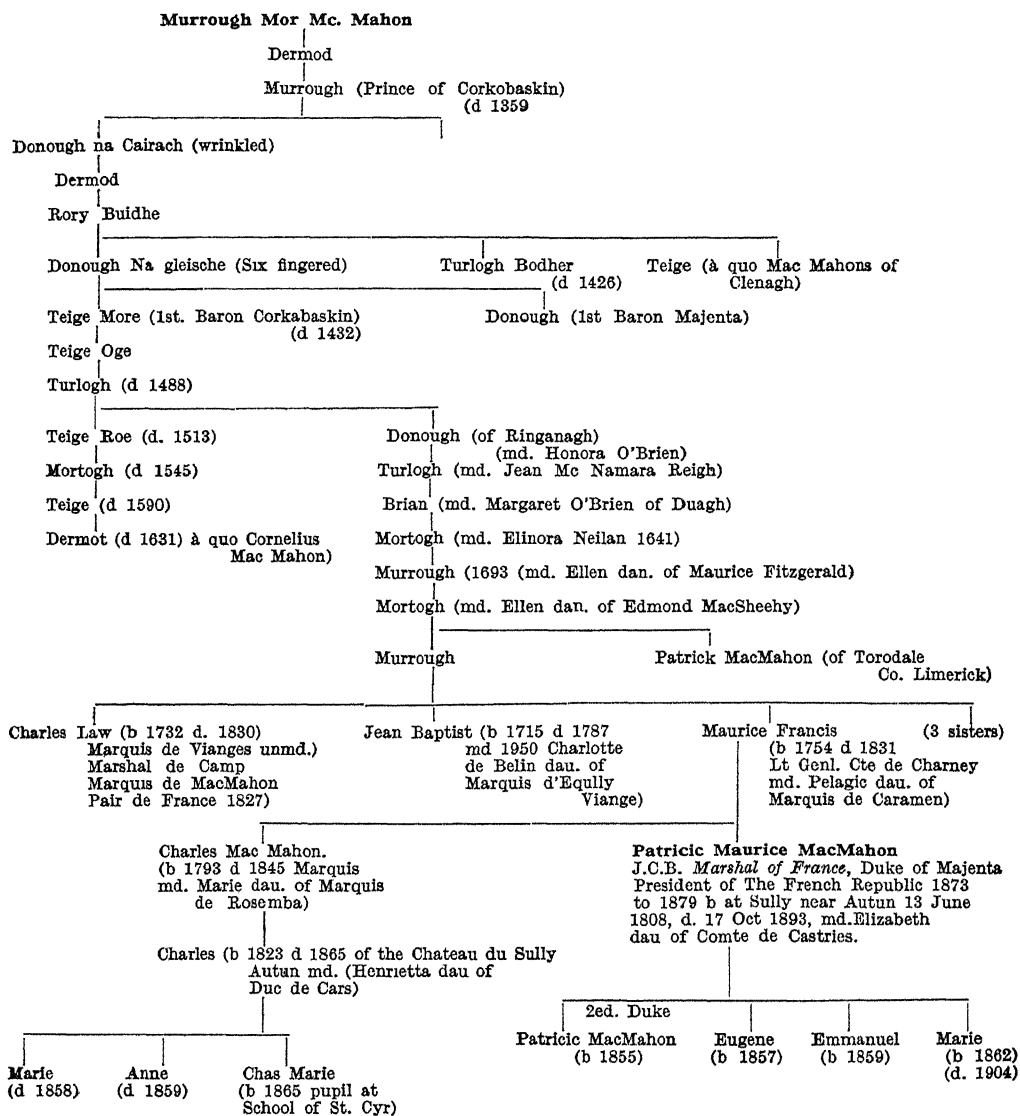 Murrough Mor Mc. Mahon
Dermod
Murrough (Prince of Corkobaskin)
(d 1359
Donough na Cairach (wrinkled)
Dermod
Rory Buidhe
Donough Na gleische (Six fingered)
Turlogh Bodher
(d 1426)
Teige (à quo Mac Mahons of
Clenagh)
Teige More (1st. Baron Corkabaskin)
(d 1432)
Donough (1st Baron Majenta)
Teige Oge
Turlogh (d 1488)
Teige Roe (d. 1513)
Donough (of Ringanagh)
(md. Honora O'Brien)
Mortogh (d 1545)
Turlogh (md. Jean Mc Namara Reigh)
Teige (d 1590)
Brian (md. Margaret O'Brien of Duagh)
Dermot (d 1631) à quo Cornelius
Mac Mahon)
Mortogh (md. Elinora Neilan 1641)
Murrough (1693 (md. Ellen dan. of Maurice Fitzgerald)
Mortogh (md. Ellen dan. of Edmond MacSheehy)
Murrough
Patrick MacMahon (of Torodale
Co. Limerick)
Charles Law (b 1732 d. 1830)
Marquis de Vianges unmd.)
Marshal de Camp
Marquis de MacMahon
Pair de France 1827)
Jean Baptist (b 1715 d 1787
md 1950 Charlotte
de Belin dau. of
Marquis d'Eqully
Viange)
Maurice Francis
(b 1754 d 1831
Lt Genl. Cte de Charney
md. Pelagic dau. of
Marquis de Caramen)
(3 sisters)
Charles Mac Mahon.
(b 1793 d 1845 Marquis
md. Marie dau. of Marquis
de Rosemba)
Patricic Maurice MacMahon
J.C.B. Marshal of France, Duke of Majenta
President of The French Republic 1873
to 1879 b at Sully near Autun 13 June
1808, d. 17 Oct 1893, md.Elizabeth
dau of Comte de Castries.
Charles (b 1823 d 1865 of the Chateau du Sully
Autun md. (Henrietta dau of
Duc de Cars)
2ed. Duke
Patricic MacMahon
(b 1855)
Eugene
(b 1857)
Emmanuel
(b 1859)
Marie
(b 1862)
(d. 1904)
Marie
(d 1858)
Anne
(d 1859)
Chas Marie
(b 1865 pupil at
School of St. Cyr)